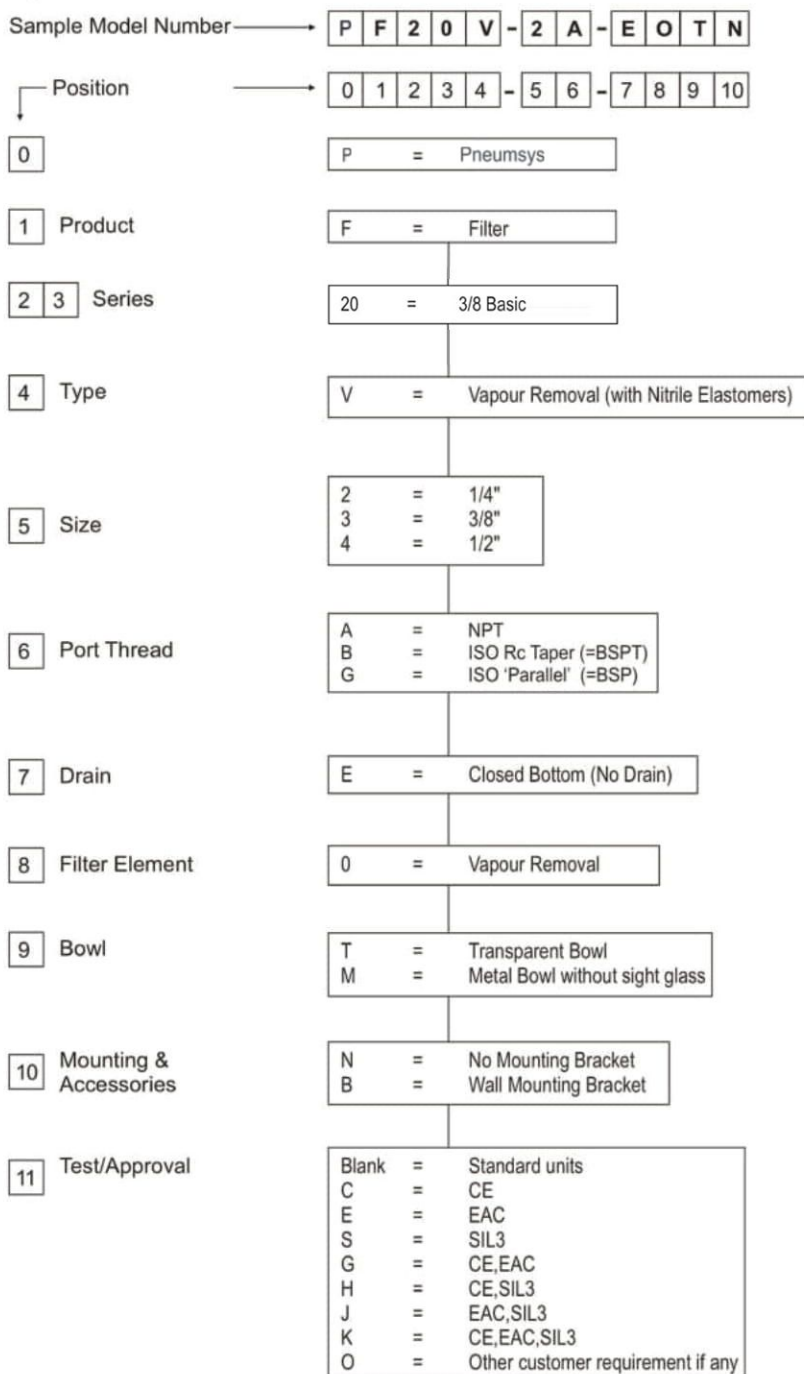 Sample Model Number P F 2 0 V - 2 A - E O T N
Position 0 1 2 3 4 - 5 6 - 7 8 9 10
0 P = Pneumsys
1 Product F = Filter
2 3 Series 20 = 3/8 Basic
4 Type V = Vapour Removal (with Nitrile Elastomers)
2 = 1/4"
5 Size 3 = 3/8"
4 = 1/2"
A = NPT
6 Port Thread B = ISO Rc Taper (=BSPT)
G = ISO 'Parallel' (=BSP)
7 Drain E = Closed Bottom (No Drain)
8 Filter Element 0 = Vapour Removal
9 Bowl T = Transparent Bowl
M = Metal Bowl without sight glass
10 Mounting & N = No Mounting Bracket
Accessories B = Wall Mounting Bracket
11 Test/Approval Blank = Standard units
C = CE
E = EAC
S = SIL3
G = CE,EAC
H = CE,SIL3
J = EAC,SIL3
K = CE,EAC,SIL3
O = Other customer requirement if any